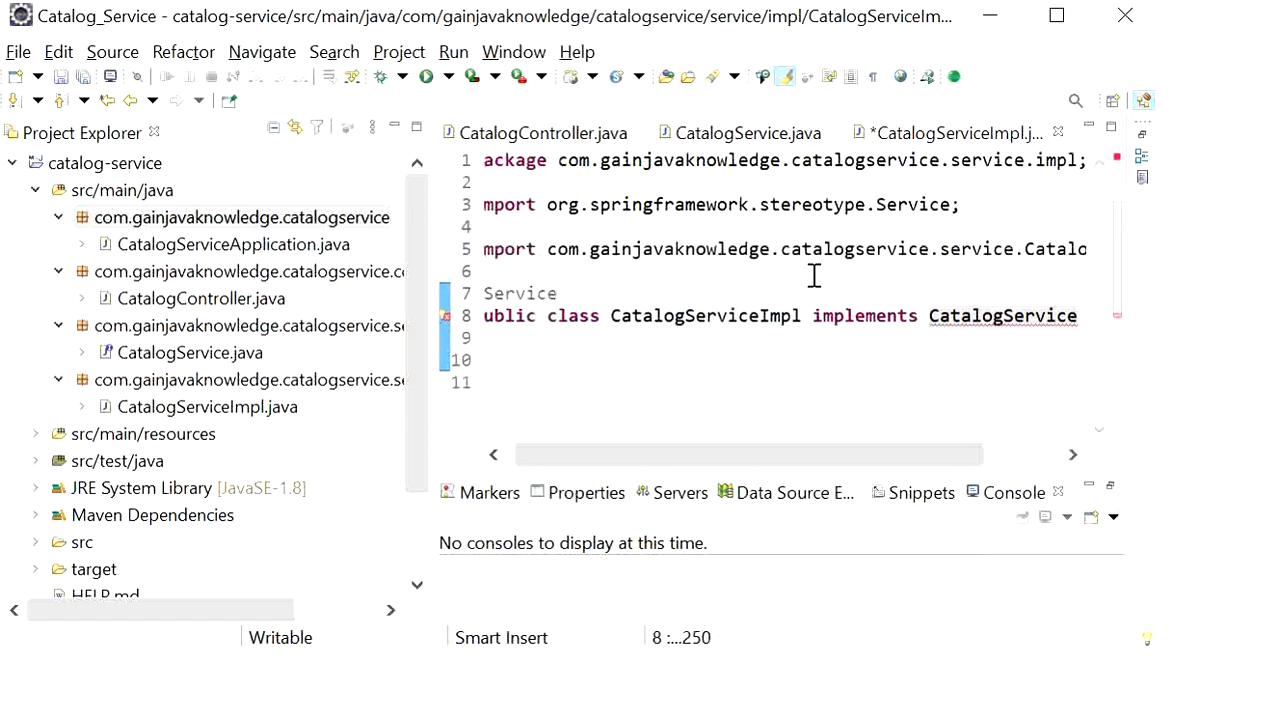 Catalog_Service - catalog-service/src/main/java/com/gainjavaknowledge/catalogservice/service/impl/CatalogServiceIm...
File Edit Source Refactor Navigate Search Project Run Window Help
Project Explorer
catalog-service
src/main/java
com.gainjavaknowledge.catalogservice
CatalogServiceApplication.java
com.gainjavaknowledge.catalogservice.co
CatalogController.java
com.gainjavaknowledge.catalogservice.se
CatalogService.java
com.gainjavaknowledge.catalogservice.se
CatalogServiceImpl.java
src/main/resources
src/test/java
JRE System Library [JavaSE-1.8]
Maven Dependencies
src
target
HELP.md
CatalogController.java CatalogService.java *CatalogServiceImpl.j...
1 ackage com.gainjavaknowledge.catalogservice.service.impl;
2
3 mport org.springframework.stereotype.Service;
4
5 mport com.gainjavaknowledge.catalogservice.service.Catalo
6
7 Service
8 ublic class CatalogServiceImpl implements CatalogService
9
10
11
Markers Properties Servers Data Source E... Snippets Console
No consoles to display at this time.
Writable Smart Insert 8 :...250